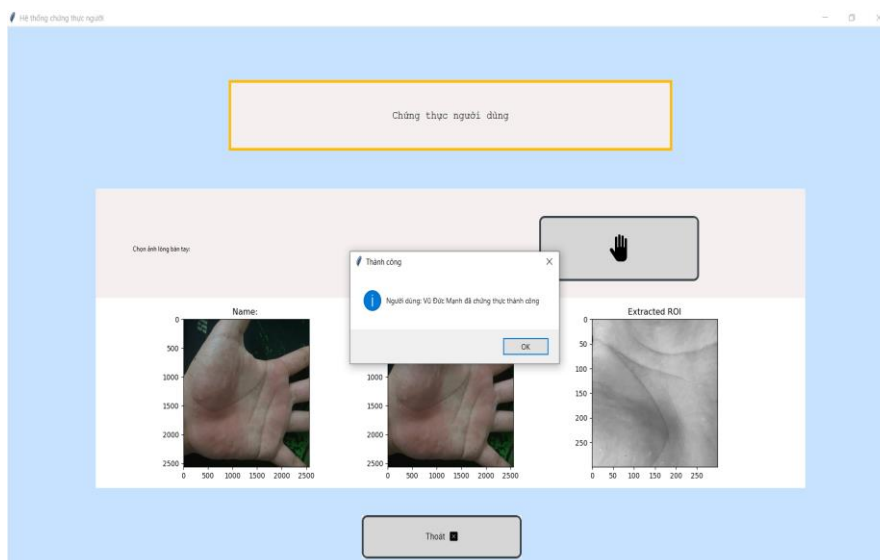 Hệ thống chứng thực người
Chứng thực người dùng
Chọn ảnh lòng bàn tay:
Thành công
Người dùng: Vũ Đức Mạnh đã chứng thực thành công
OK
Name:
0
500
1000
1500
2000
2500
0 500 1000 1500 2000 2500
1000
1500
2000
2500
0 500 1000 1500 2000 2500
Extracted ROI
0
50
100
150
200
250
0 50 100 150 200 250
Thoát